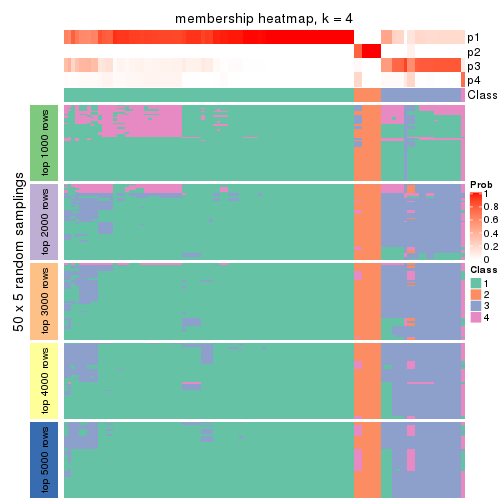 membership heatmap, k = 4
p1
p2
p3
p4
Class
50 x 5 random samplings
top 1000 rows
top 2000 rows
top 3000 rows
top 4000 rows
top 5000 rows
Prob
1
0.8
0.6
0.4
0.2
0
Class
1
2
3
4